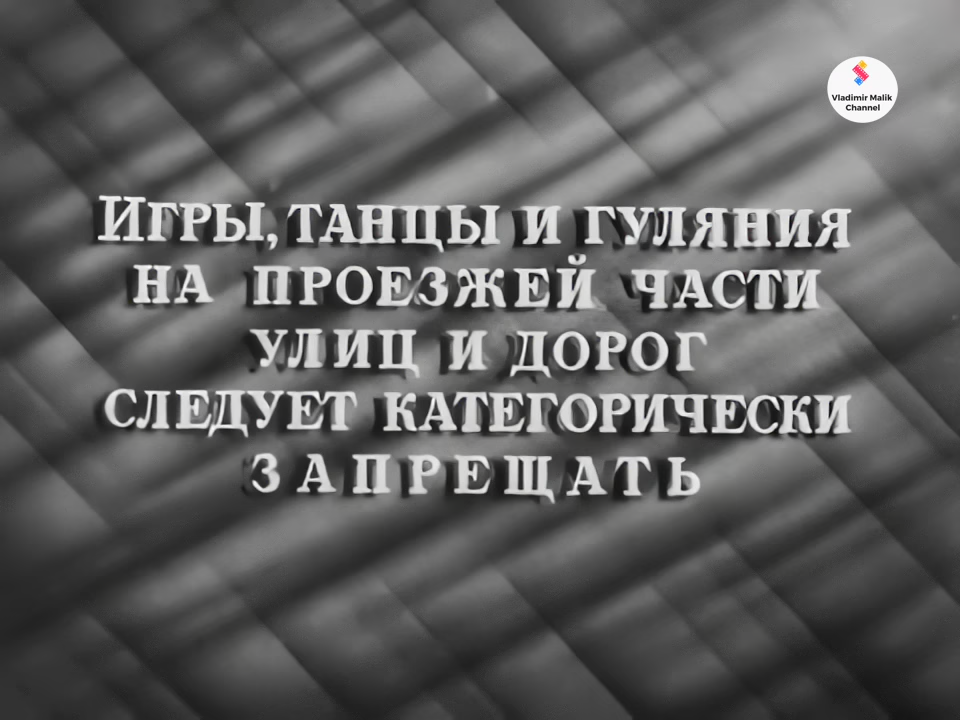 Vladimir Malik
Channel
ИГРЫ, ТАНЦЫ И ГУЛЯНИЯ
НА ПРОЕЗЖЕЙ ЧАСТИ
УЛИЦ И ДОРОГ
СЛЕДУЕТ КАТЕГОРИЧЕСКИ
ЗАПРЕЩАТЬ